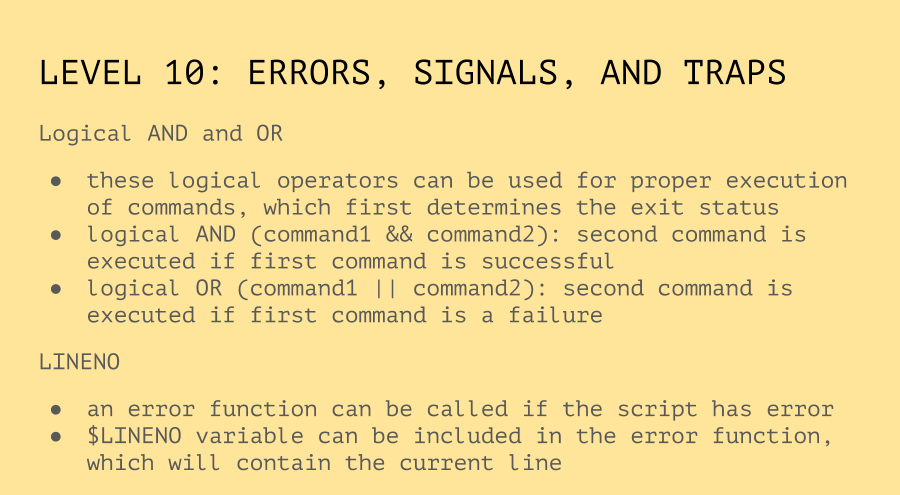 LEVEL 10: ERRORS, SIGNALS, AND TRAPS
Logical AND and OR
● these logical operators can be used for proper execution
of commands, which first determines the exit status
● logical AND (command1 && command2): second command is
executed if first command is successful
● logical OR (command1 || command2): second command is
executed if first command is a failure
LINENO
● an error function can be called if the script has error
● $LINENO variable can be included in the error function,
which will contain the current line